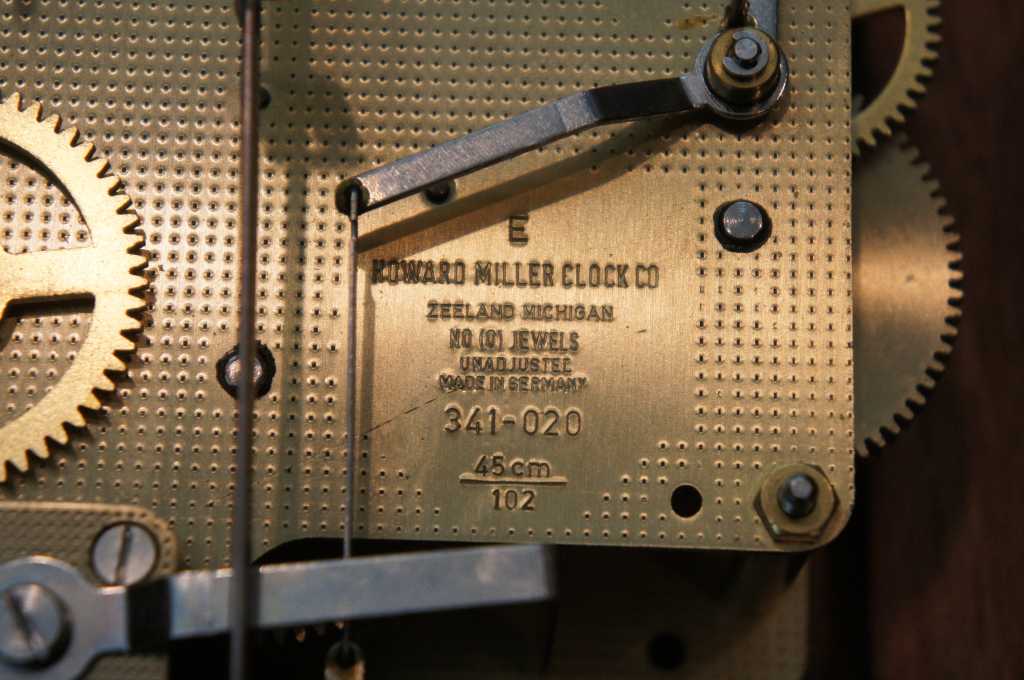 E
HOWARD MILLER CLOCK CO
ZEELAND MICHIGAN
NO (0) JEWELS
UNADJUSTED
MADE IN GERMANY
341-020
45cm
102